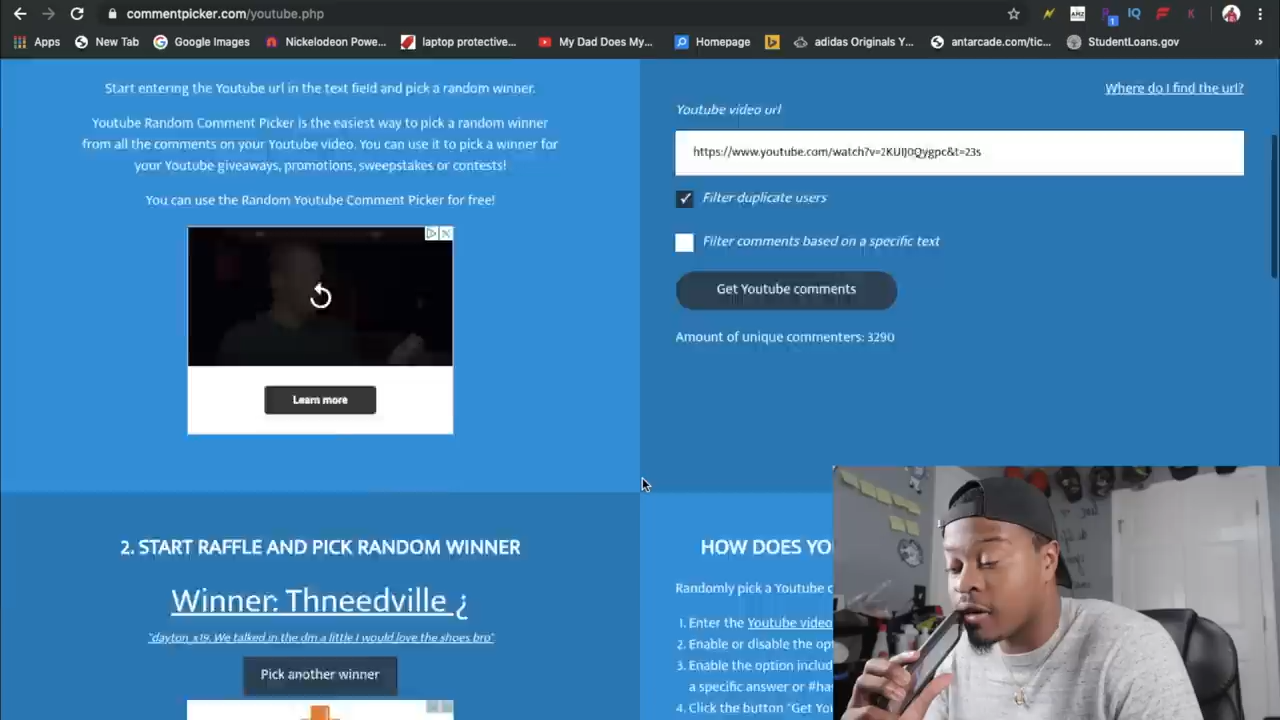 commentpicker.com/youtube.php
Apps
New Tab
Google Images
Nickelodeon Powe...
laptop protective...
My Dad Does My...
Homepage
adidas Originals Y...
antarcade.com/tic...
StudentLoans.gov
»
Start entering the Youtube url in the text field and pick a random winner.
Youtube Random Comment Picker is the easiest way to pick a random winner
from all the comments on your Youtube video. You can use it to pick a winner for
your Youtube giveaways, promotions, sweepstakes or contests!
You can use the Random Youtube Comment Picker for free!
Learn more
Where do I find the url?
Youtube video url
https://www.youtube.com/watch?v=2KUIJ0Qygpc&t=23s
Filter duplicate users
Filter comments based on a specific text
Get Youtube comments
Amount of unique commenters: 3290
2. START RAFFLE AND PICK RANDOM WINNER
Winner: Thneedville ¿
"dayton_x19. We talked in the dm a little I would love the shoes bro"
Pick another winner
HOW DOES YO
Randomly pick a Youtube c
1. Enter the Youtube video
2. Enable or disable the opt
3. Enable the option includ
a specific answer or #has
4. Click the button "Get You